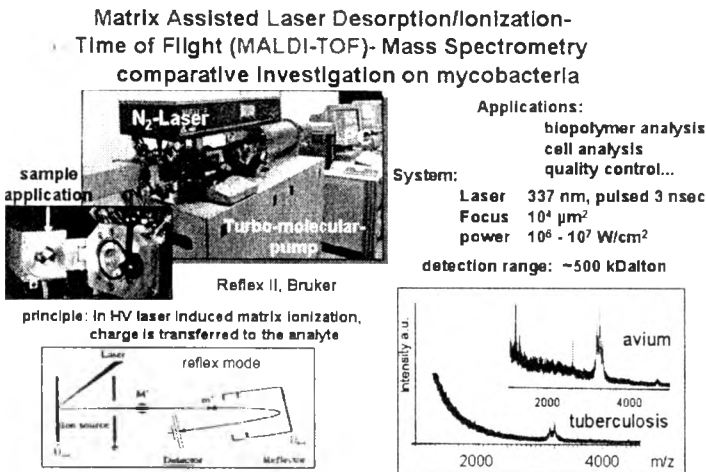 Matrix Assisted Laser Desorption/Ionization-
Time of Flight (MALDI-TOF)- Mass Spectrometry
comparative Investigation on mycobacteria
N₂-Laser
sample
application
Turbo-molecular-
pump
Reflex II, Bruker
Applications:
biopolymer analysis
cell analysis
quality control...
System:
Laser 337 nm, pulsed 3 nsec
Focus 10⁴ µm²
power 10⁶ - 10⁷ W/cm²
detection range: ~500 kDalton
principle: in HV laser induced matrix ionization,
charge is transferred to the analyte
reflex mode
Laser
M⁺
m⁺
Ion source
Detector
Reflector
Intensity a.u.
avium
2000 4000
tuberculosis
2000 4000 m/z